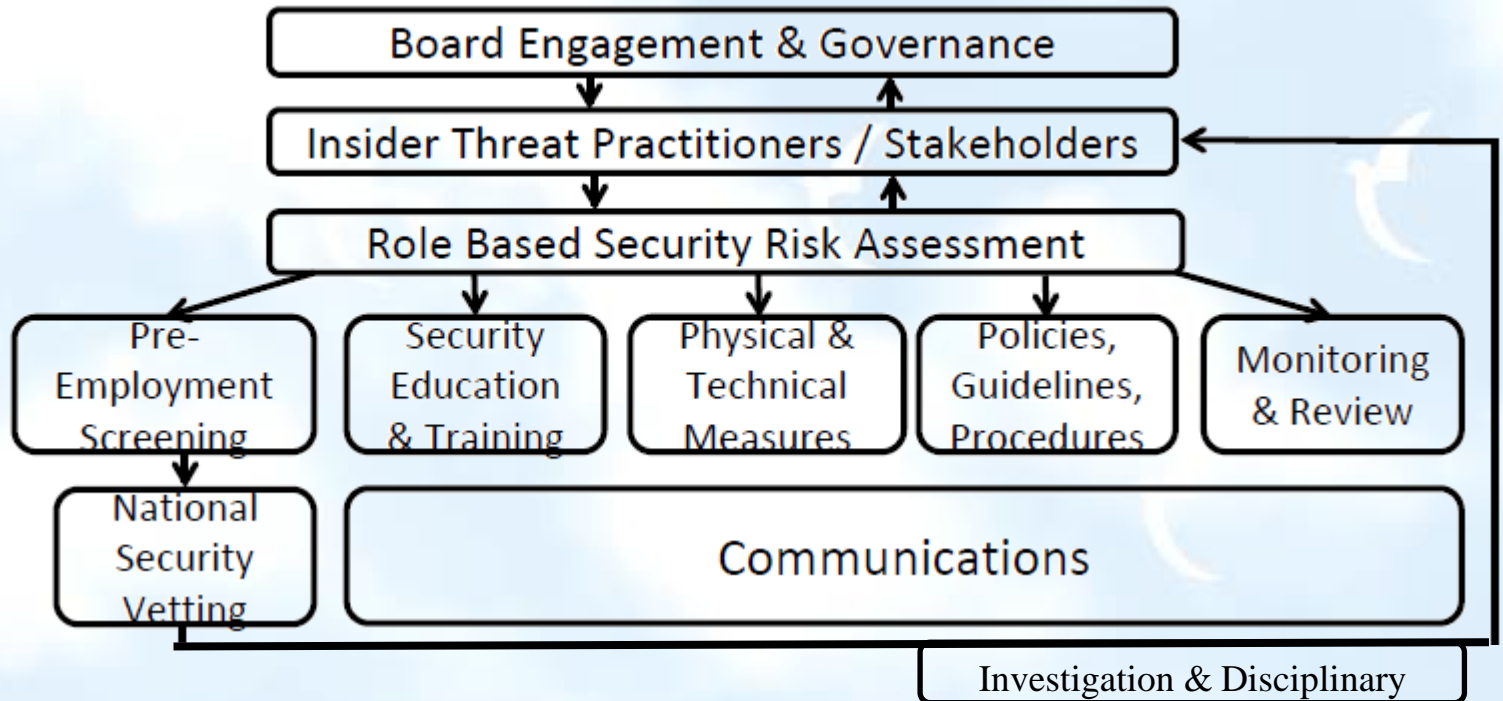 Board Engagement & Governance
Insider Threat Practitioners / Stakeholders
Role Based Security Risk Assessment
Pre-
Employment
Screening
Security
Education
& Training
Physical &
Technical
Measures
Policies,
Guidelines,
Procedures
Monitoring
& Review
National
Security
Vetting
Communications
Investigation & Disciplinary